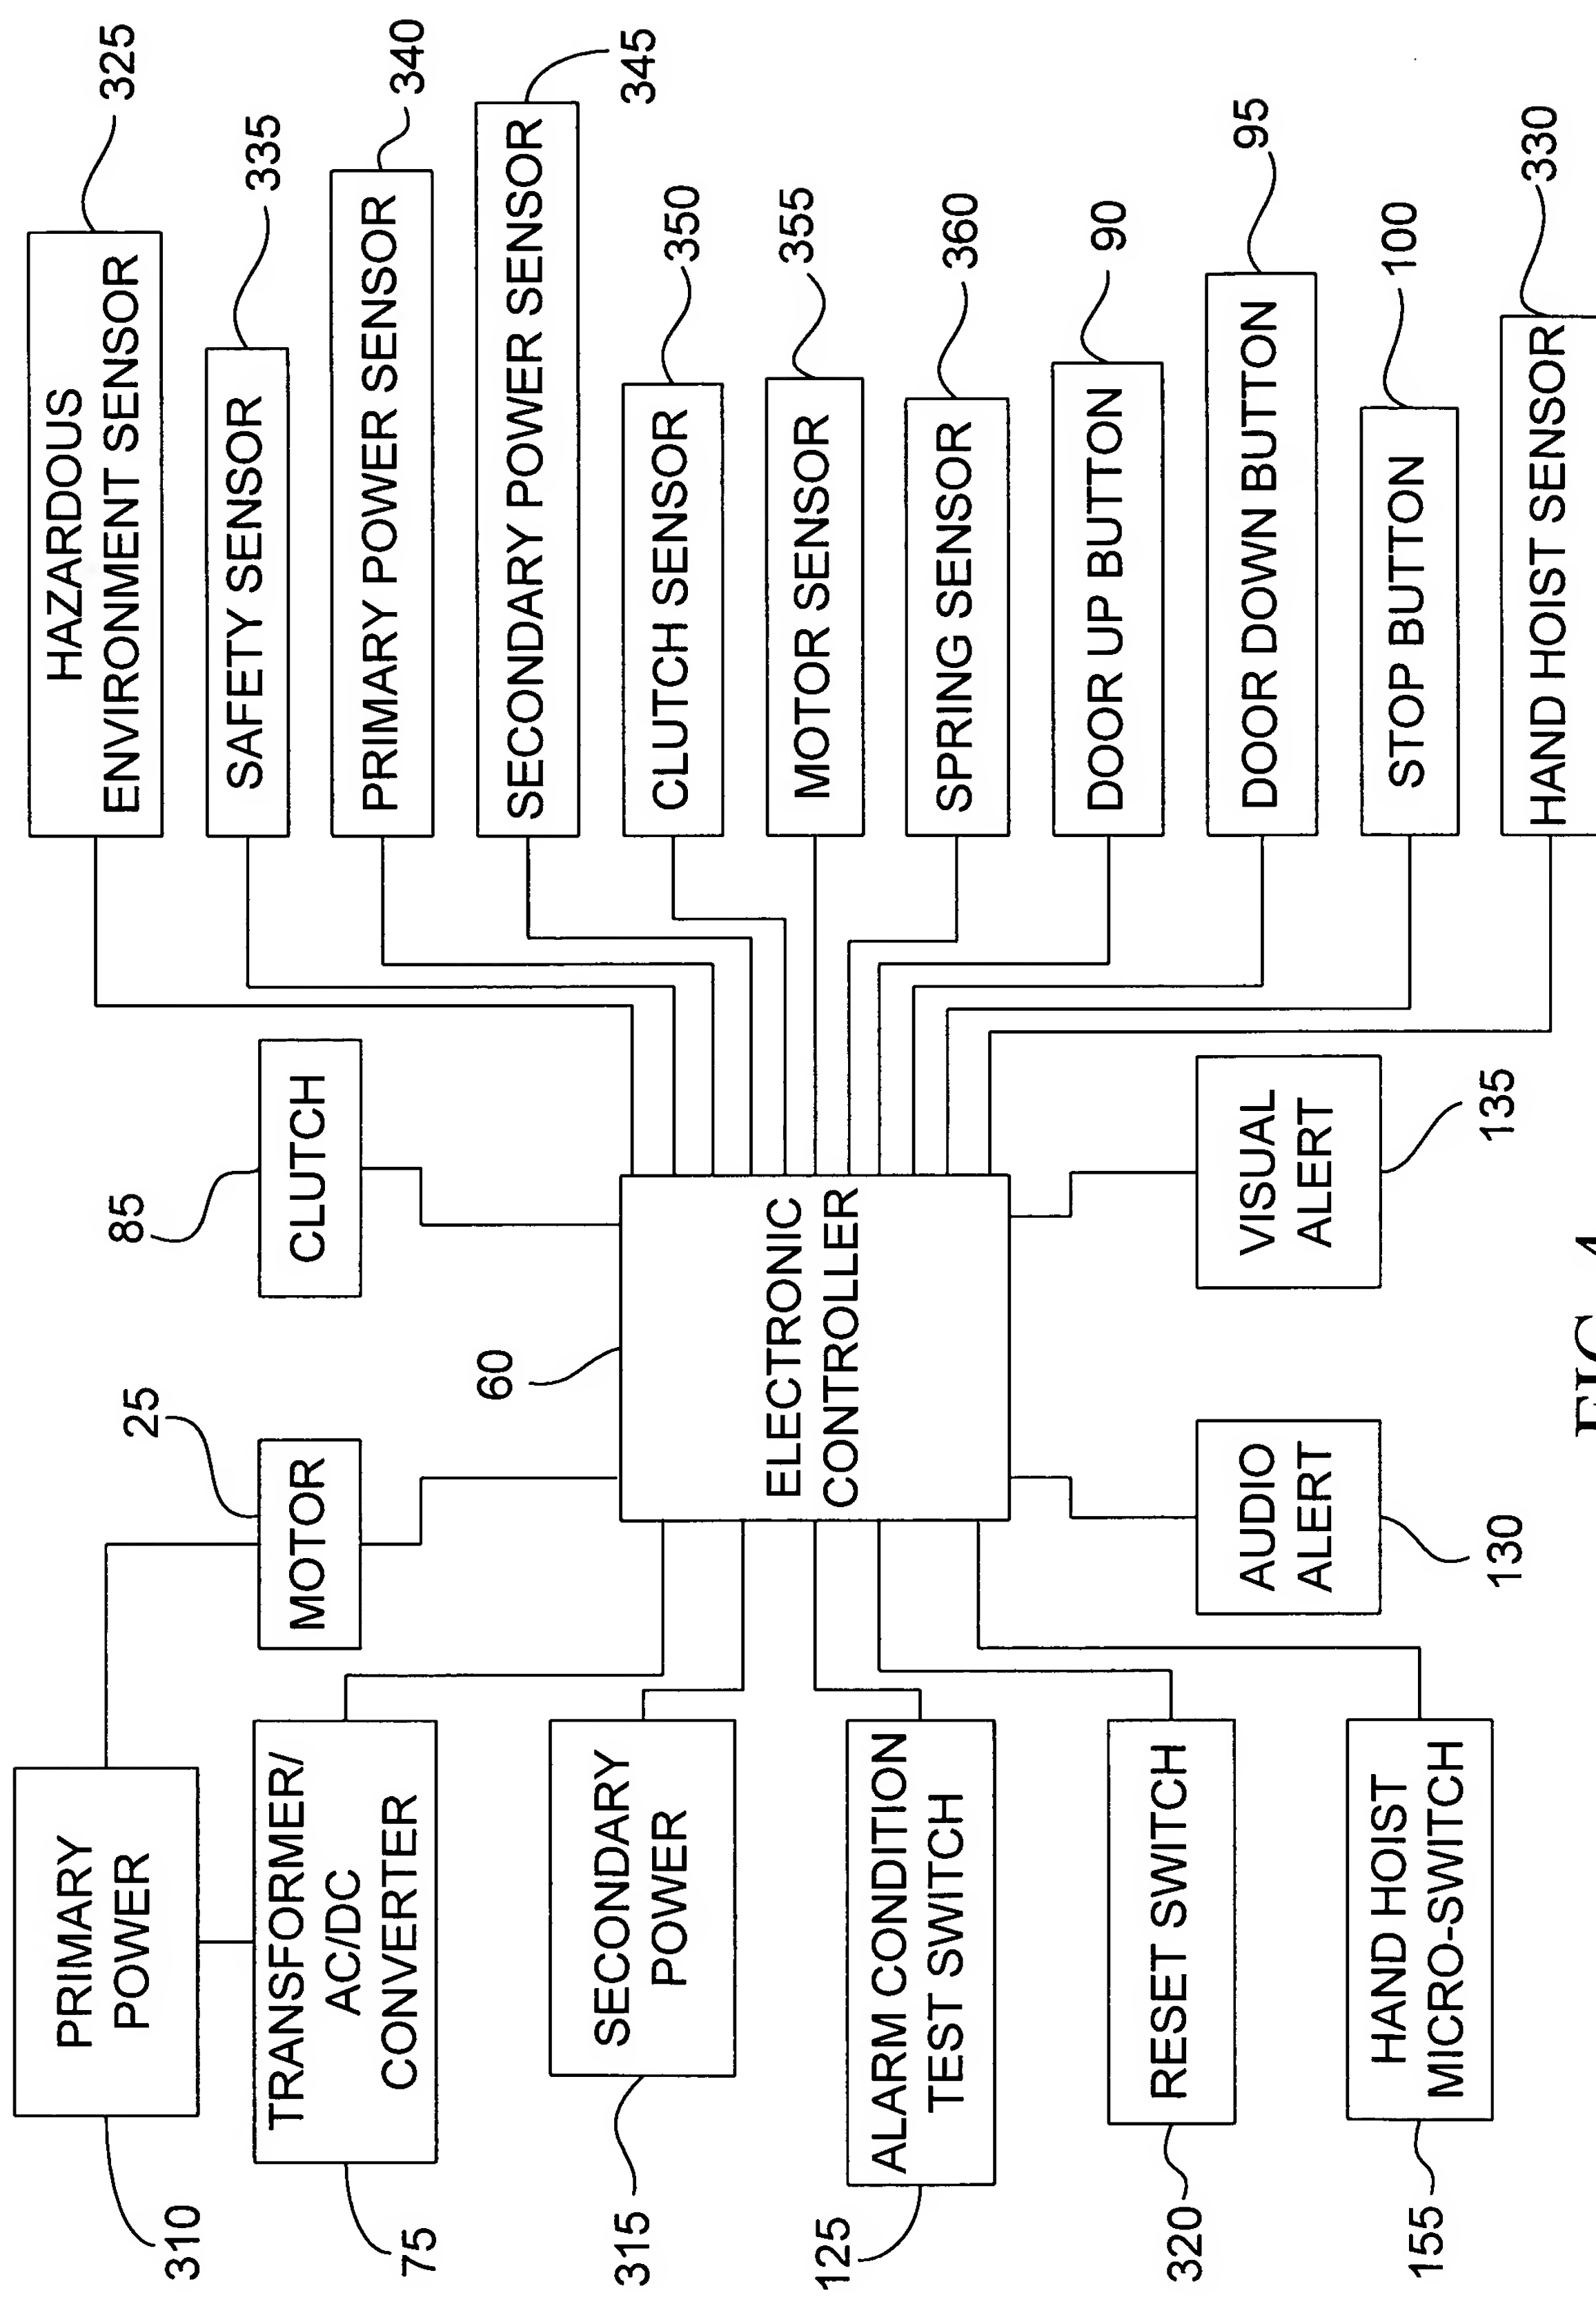 310
PRIMARY
POWER
75
TRANSFORMER/
AC/DC
CONVERTER
315
SECONDARY
POWER
125
ALARM CONDITION
TEST SWITCH
320
RESET SWITCH
155
HAND HOIST
MICRO-SWITCH
25
MOTOR
85
CLUTCH
60
ELECTRONIC
CONTROLLER
AUDIO
ALERT
130
VISUAL
ALERT
135
HAZARDOUS
ENVIRONMENT SENSOR
325
SAFETY SENSOR
335
PRIMARY POWER SENSOR
340
SECONDARY POWER SENSOR
345
CLUTCH SENSOR
350
MOTOR SENSOR
355
SPRING SENSOR
360
DOOR UP BUTTON
90
DOOR DOWN BUTTON
95
STOP BUTTON
100
HAND HOIST SENSOR
330
FIG. 4